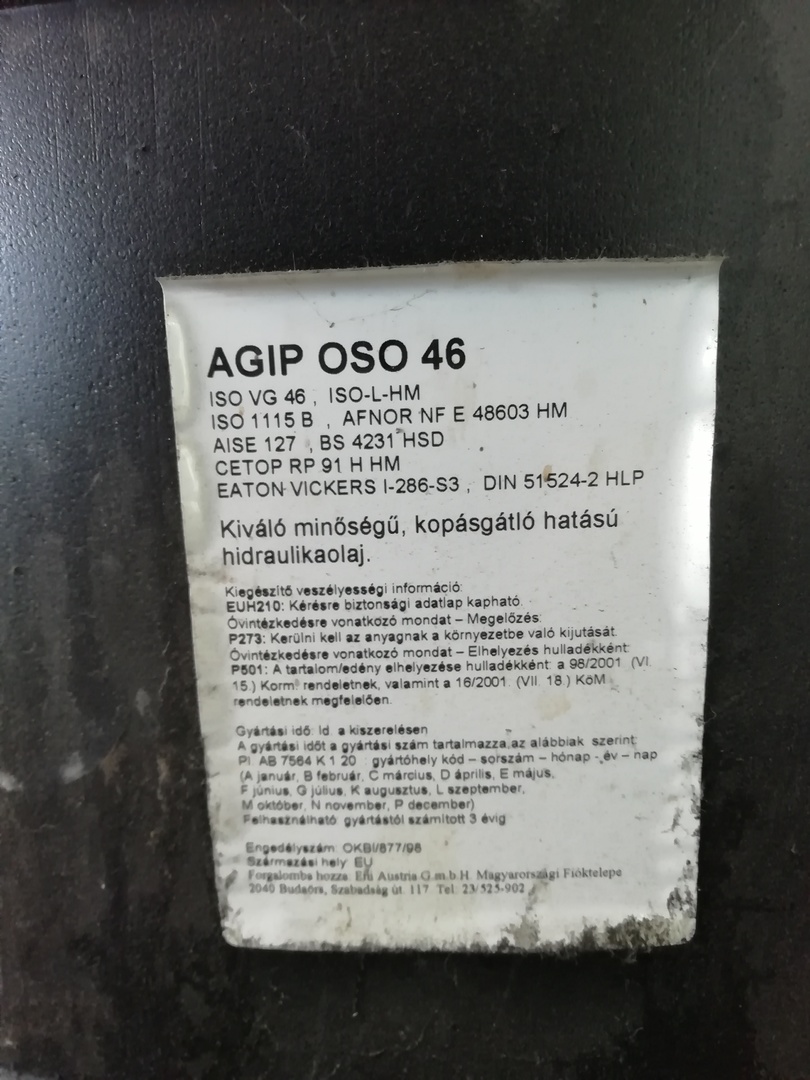 AGIP OSO 46
ISO VG 46 , ISO-L-HM
ISO 1115 B , AFNOR NF E 48603 HM
AISE 127 , BS 4231 HSD
CETOP RP 91 H HM
EATON VICKERS I-286-S3 , DIN 51524-2 HLP
Kiváló minőségű, kopásgátló hatású
hidraulikaolaj.
Kiegészítő veszélyességi információ:
EUH210: Kérésre biztonsági adatlap kapható.
Óvintézkedésre vonatkozó mondat – Megelőzés:
P273: Kerülni kell az anyagnak a környezetbe való kijutását.
Óvintézkedésre vonatkozó mondat – Elhelyezés hulladékként:
P501: A tartalom/edény elhelyezése hulladékként: a 98/2001. (VI.
15.) Korm. rendeletnek, valamint a 16/2001. (VII. 18.) KöM
rendeletnek megfelelően.
Gyártási idő: ld. a kiszerelésen
A gyártási időt a gyártási szám tartalmazza az alábbiak szerint:
Pl. AB 7564 K 1 20 gyártóhely kód – sorszám – hónap - év – nap
(A január, B február, C március, D április, E május,
F június, G július, K augusztus, L szeptember,
M október, N november, P december)
Felhasználható gyártástól számított 3 évig
Engedélyszám: OKBI/877/98
Származási hely: EU
Forgalomba hozza: Eni Austria G.m.b.H. Magyarországi Fióktelepe
2040 Budaörs, Szabadság út 117. Tel: 23/525-902